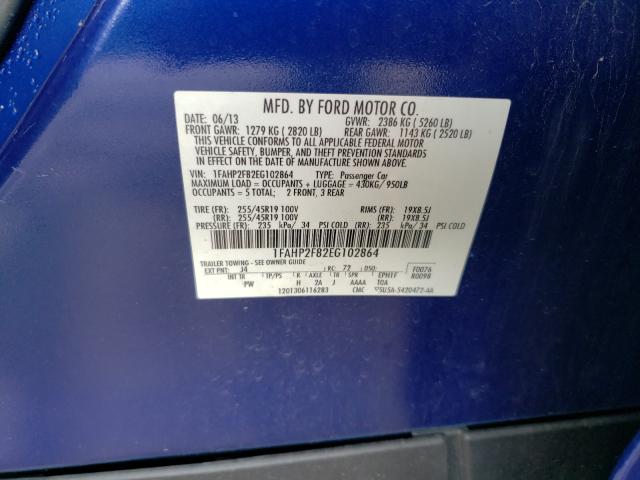 MFD. BY FORD MOTOR CO.
DATE: 06/13 GVWR: 2386 KG ( 5260 LB)
FRONT GAWR: 1279 KG ( 2820 LB) REAR GAWR: 1143 KG ( 2520 LB)
THIS VEHICLE CONFORMS TO ALL APPLICABLE FEDERAL MOTOR
VEHICLE SAFETY, BUMPER, AND THEFT PREVENTION STANDARDS
IN EFFECT ON THE DATE OF MANUFACTURE SHOWN ABOVE.
VIN: 1FAHP2F82EG102864 TYPE: Passenger Car
MAXIMUM LOAD = OCCUPANTS + LUGGAGE = 430KG/ 950LB
OCCUPANTS = 5 TOTAL: 2 FRONT, 3 REAR
TIRE (FR): 255/45R19 100V RIMS (FR): 19X8.5J
(RR): 255/45R19 100V (RR): 19X8.5J
PRESSURE (FR): 235 kPa/ 34 PSI COLD (RR): 235 kPa/ 34 PSI COLD
1FAHP2F82EG102864
TRAILER TOWING - SEE OWNER GUIDE
EXT PNT: J4 RC: 72 DSO: F0076
INT TR TP/PS R AXLE TR SPR EPH1F R0098
PW H 2A J AAAA TOA
1201306116283 CMC